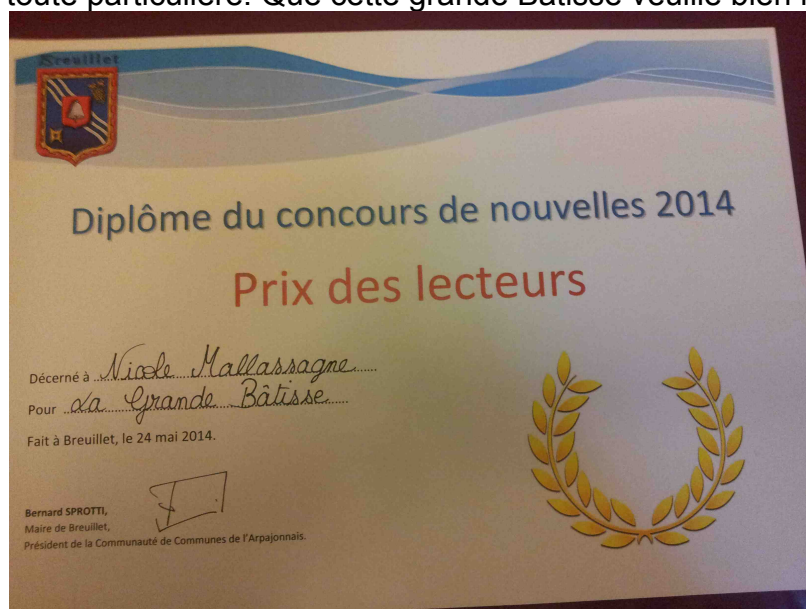 toute particulière. Que cette grande Bâtisse veuille bien
Breuillet
Diplôme du concours de nouvelles 2014
Prix des lecteurs
Décerné à Nicole Mallassagne
Pour La Grande Bâtisse
Fait à Breuillet, le 24 mai 2014.
Bernard SPROTTI,
Maire de Breuillet,
Président de la Communauté de Communes de l'Arpajonnais.